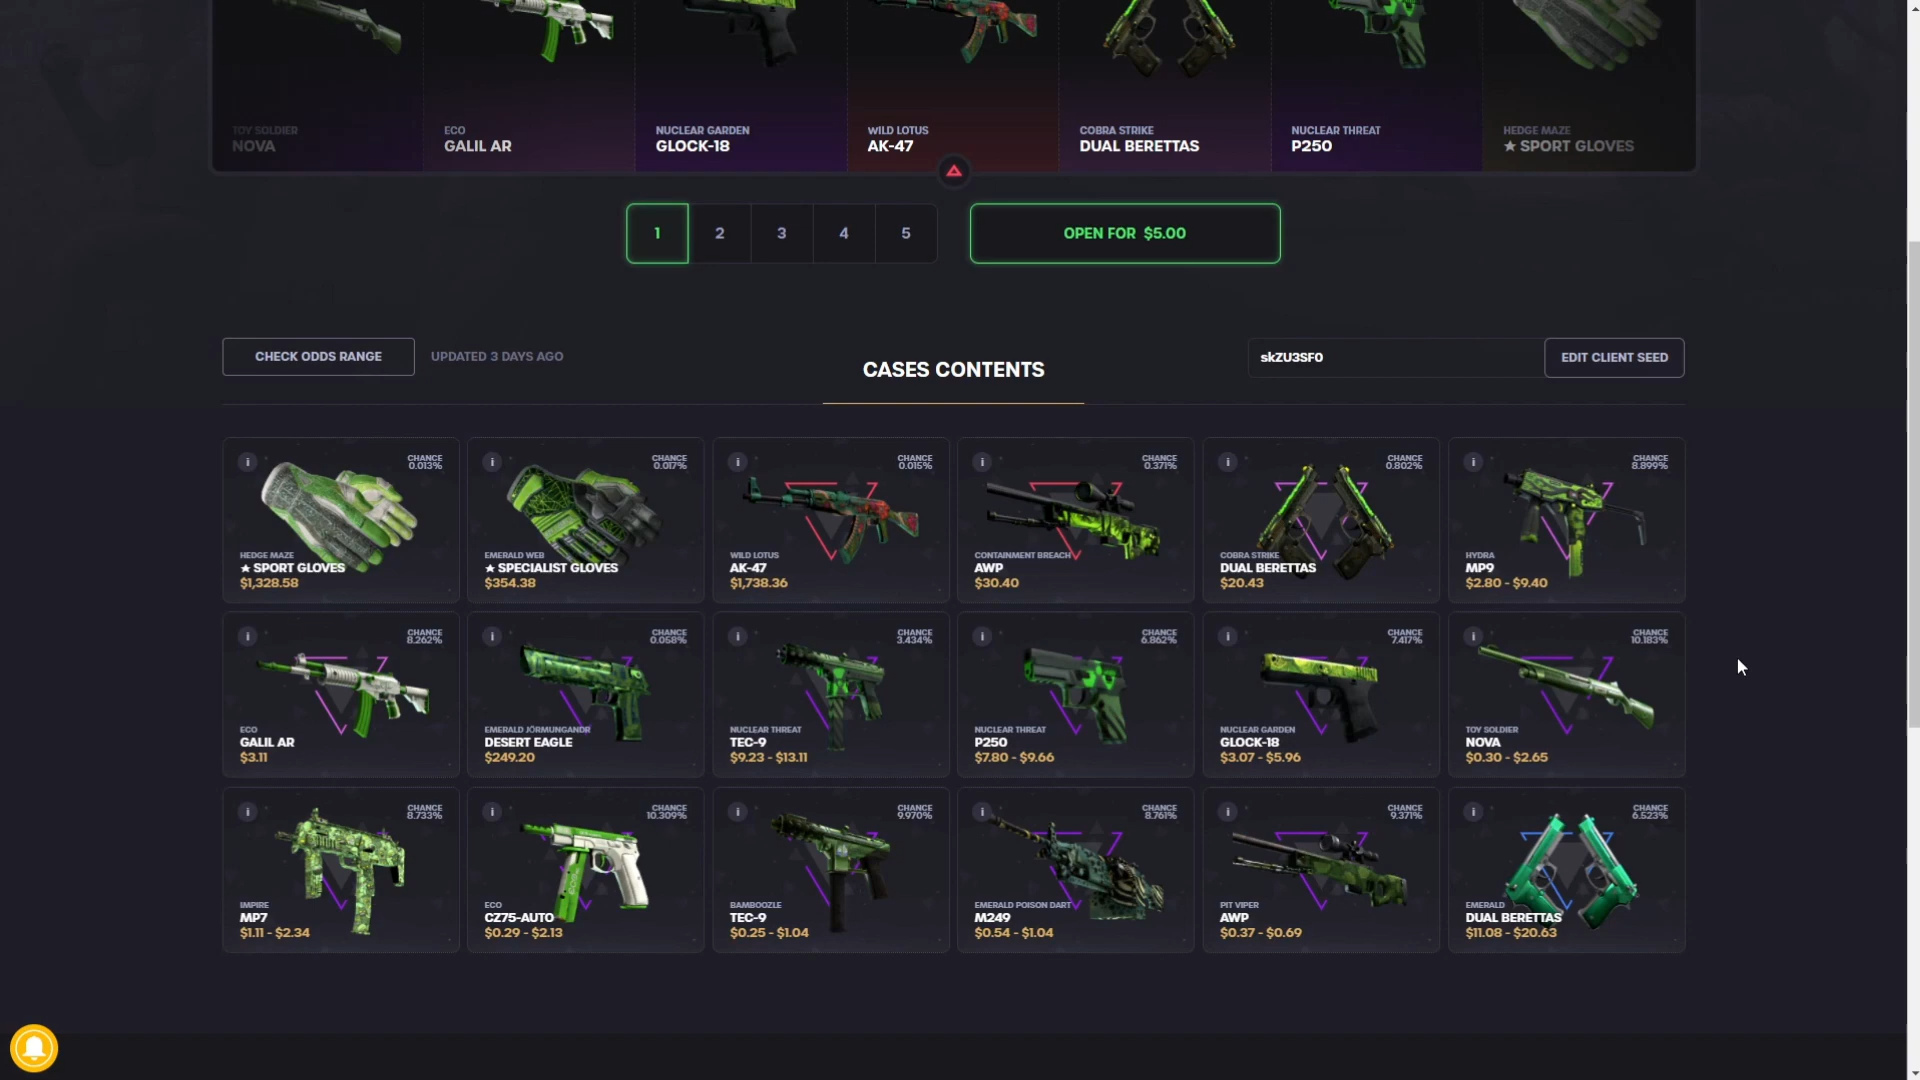 TOY SOLDIER
NOVA
ECO
GALIL AR
NUCLEAR GARDEN
GLOCK-18
WILD LOTUS
AK-47
COBRA STRIKE
DUAL BERETTAS
NUCLEAR THREAT
P250
HEDGE MAZE
★ SPORT GLOVES
1
2
3
4
5
OPEN FOR $5.00
CHECK ODDS RANGE
UPDATED 3 DAYS AGO
CASES CONTENTS
skZU3SF0
EDIT CLIENT SEED
CHANCE
0.013%
HEDGE MAZE
★ SPORT GLOVES
$1,328.58
CHANCE
0.017%
EMERALD WEB
★ SPECIALIST GLOVES
$354.38
CHANCE
0.015%
WILD LOTUS
AK-47
$1,738.36
CHANCE
0.371%
CONTAINMENT BREACH
AWP
$30.40
CHANCE
0.802%
COBRA STRIKE
DUAL BERETTAS
$20.43
CHANCE
8.899%
HYDRA
MP9
$2.80 - $9.40
CHANCE
8.262%
ECO
GALIL AR
$3.11
CHANCE
0.058%
EMERALD JÖRMUNGANDR
DESERT EAGLE
$249.20
CHANCE
3.434%
NUCLEAR THREAT
TEC-9
$9.23 - $13.11
CHANCE
6.862%
NUCLEAR THREAT
P250
$7.80 - $9.66
CHANCE
7.417%
NUCLEAR GARDEN
GLOCK-18
$3.07 - $5.96
CHANCE
10.183%
TOY SOLDIER
NOVA
$0.30 - $2.65
CHANCE
8.733%
IMPIRE
MP7
$1.11 - $2.34
CHANCE
10.309%
ECO
CZ75-AUTO
$0.29 - $2.13
CHANCE
9.970%
BAMBOOZLE
TEC-9
$0.25 - $1.04
CHANCE
8.761%
EMERALD POISON DART
M249
$0.54 - $1.04
CHANCE
9.371%
PIT VIPER
AWP
$0.37 - $0.69
CHANCE
6.523%
EMERALD
DUAL BERETTAS
$11.08 - $20.63